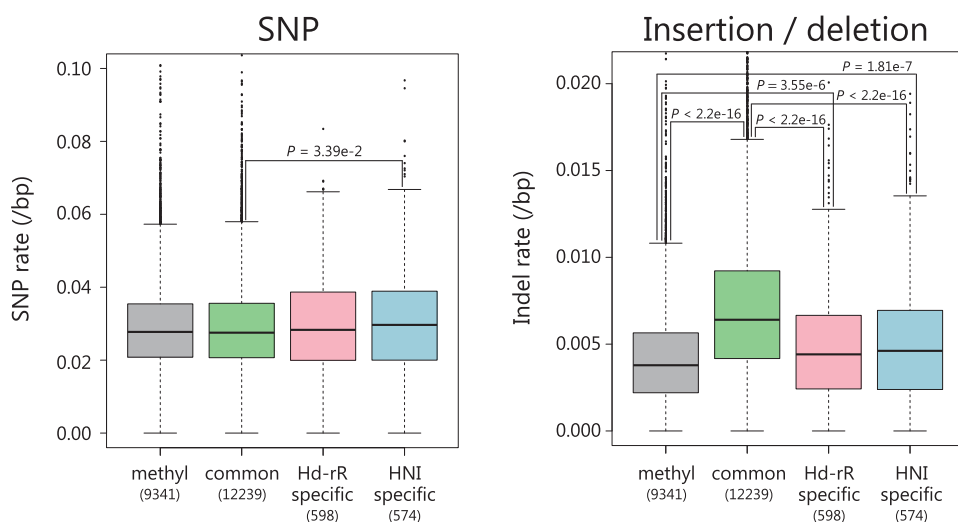 SNP
SNP rate (/bp)
0.10
0.08
0.06
0.04
0.02
0.00
P = 3.39e-2
methyl
(9341)
common
(12239)
Hd-rR
specific
(598)
HNI
specific
(574)
Insertion / deletion
Indel rate (/bp)
0.020
0.015
0.010
0.005
0.000
P = 1.81e-7
P = 3.55e-6
P < 2.2e-16
P < 2.2e-16
P < 2.2e-16
methyl
(9341)
common
(12239)
Hd-rR
specific
(598)
HNI
specific
(574)